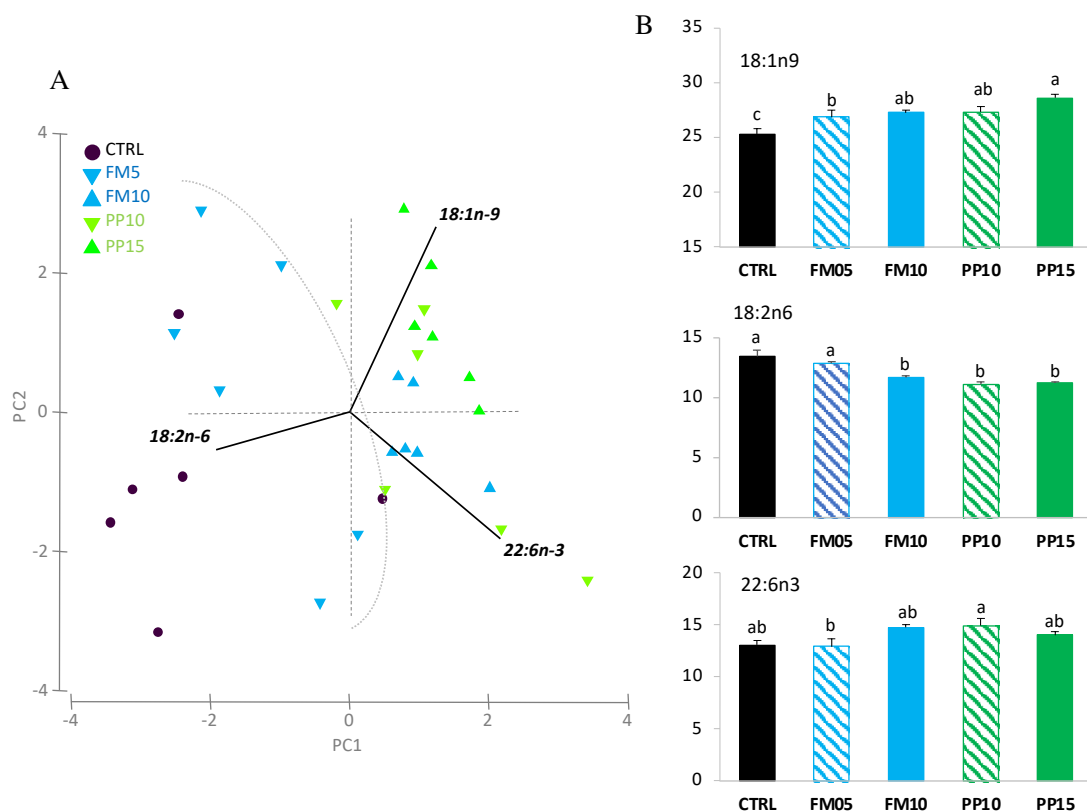 A
4
2
0
-2
-4
PC2
CTRL
FM5
FM10
PP10
PP15
18:1n-9
18:2n-6
22:6n-3
-4 -2 0 2 4
PC1
B
35
30
25
20
15
18:1n9
c b ab ab a
CTRL FM05 FM10 PP10 PP15
15
10
5
0
18:2n6
a a b b b
CTRL FM05 FM10 PP10 PP15
20
15
10
5
0
22:6n3
ab b ab a ab
CTRL FM05 FM10 PP10 PP15